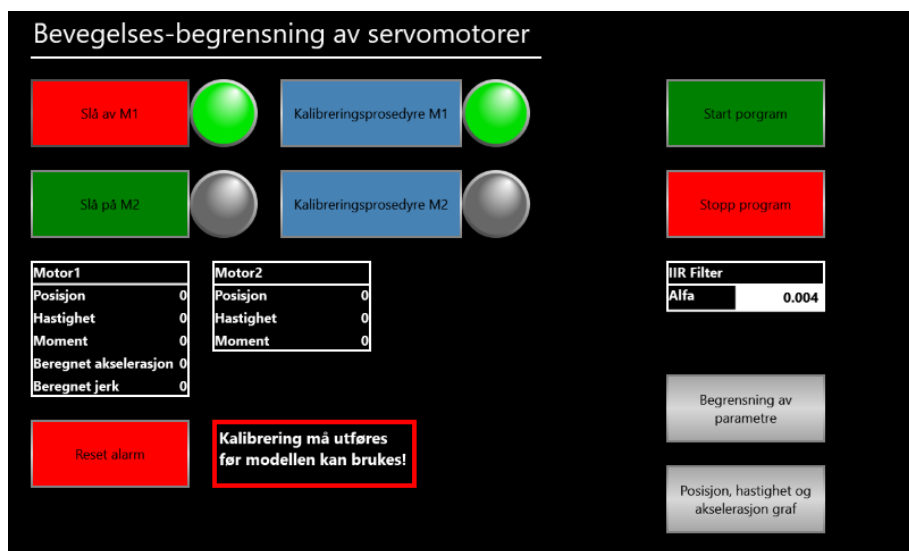 Bevegelses-begrensning av servomotorer
Slå av M1
Kalibreringsprosedyre M1
Start porgram
Slå på M2
Kalibreringsprosedyre M2
Stopp program
Motor1
Posisjon 0
Hastighet 0
Moment 0
Beregnet akselerasjon 0
Beregnet jerk 0
Motor2
Posisjon 0
Hastighet 0
Moment 0
IIR Filter
Alfa 0.004
Begrensning av
parametre
Reset alarm
Kalibrering må utføres
før modellen kan brukes!
Posisjon, hastighet og
akselerasjon graf